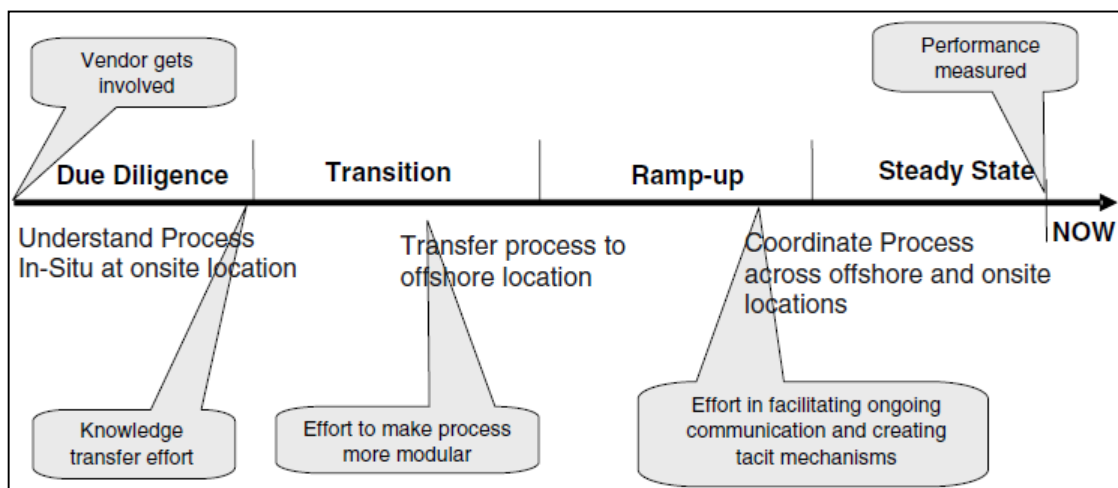 Vendor gets
involved
Performance
measured
Due Diligence
Transition
Ramp-up
Steady State
NOW
Understand Process
In-Situ at onsite location
Transfer process to
offshore location
Coordinate Process
across offshore and onsite
locations
Knowledge
transfer effort
Effort to make process
more modular
Effort in facilitating ongoing
communication and creating
tacit mechanisms